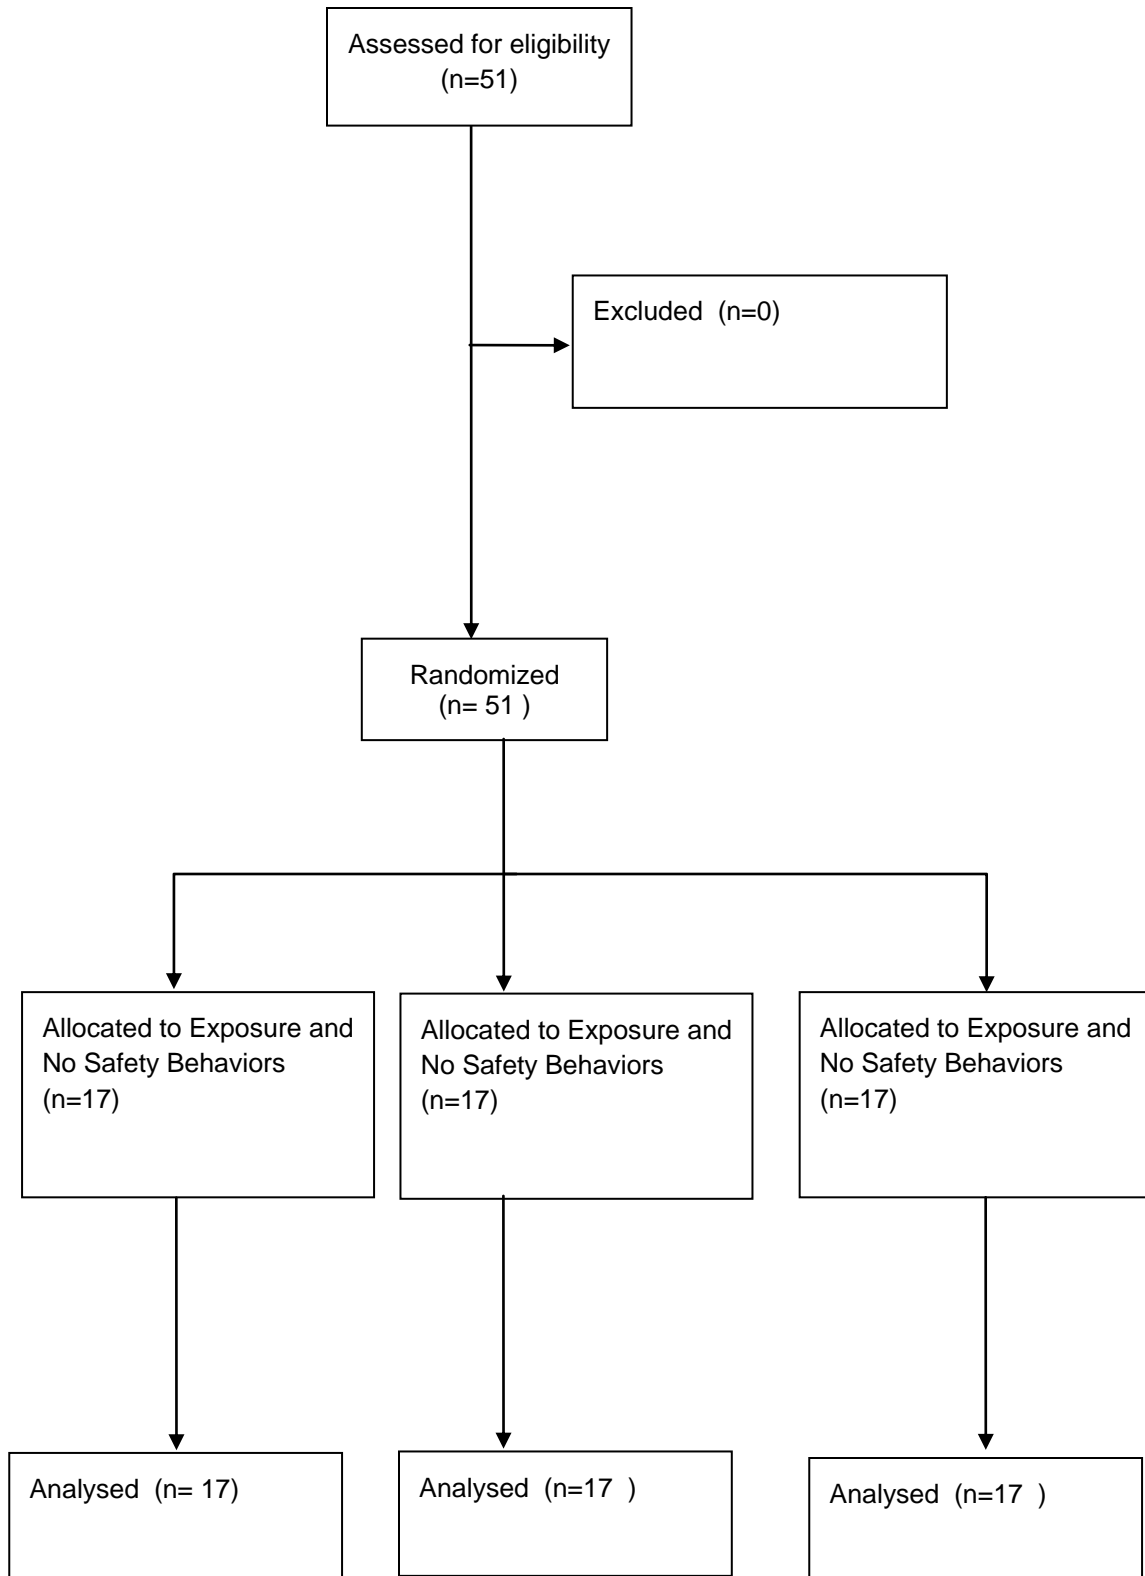 Assessed for eligibility
(n=51)
Excluded  (n=0)
Randomized
(n= 51 )
Allocated to Exposure and
No Safety Behaviors
(n=17)
Allocated to Exposure and
No Safety Behaviors
(n=17)
Allocated to Exposure and
No Safety Behaviors
(n=17)
Analysed  (n= 17)
Analysed  (n=17  )
Analysed  (n=17  )